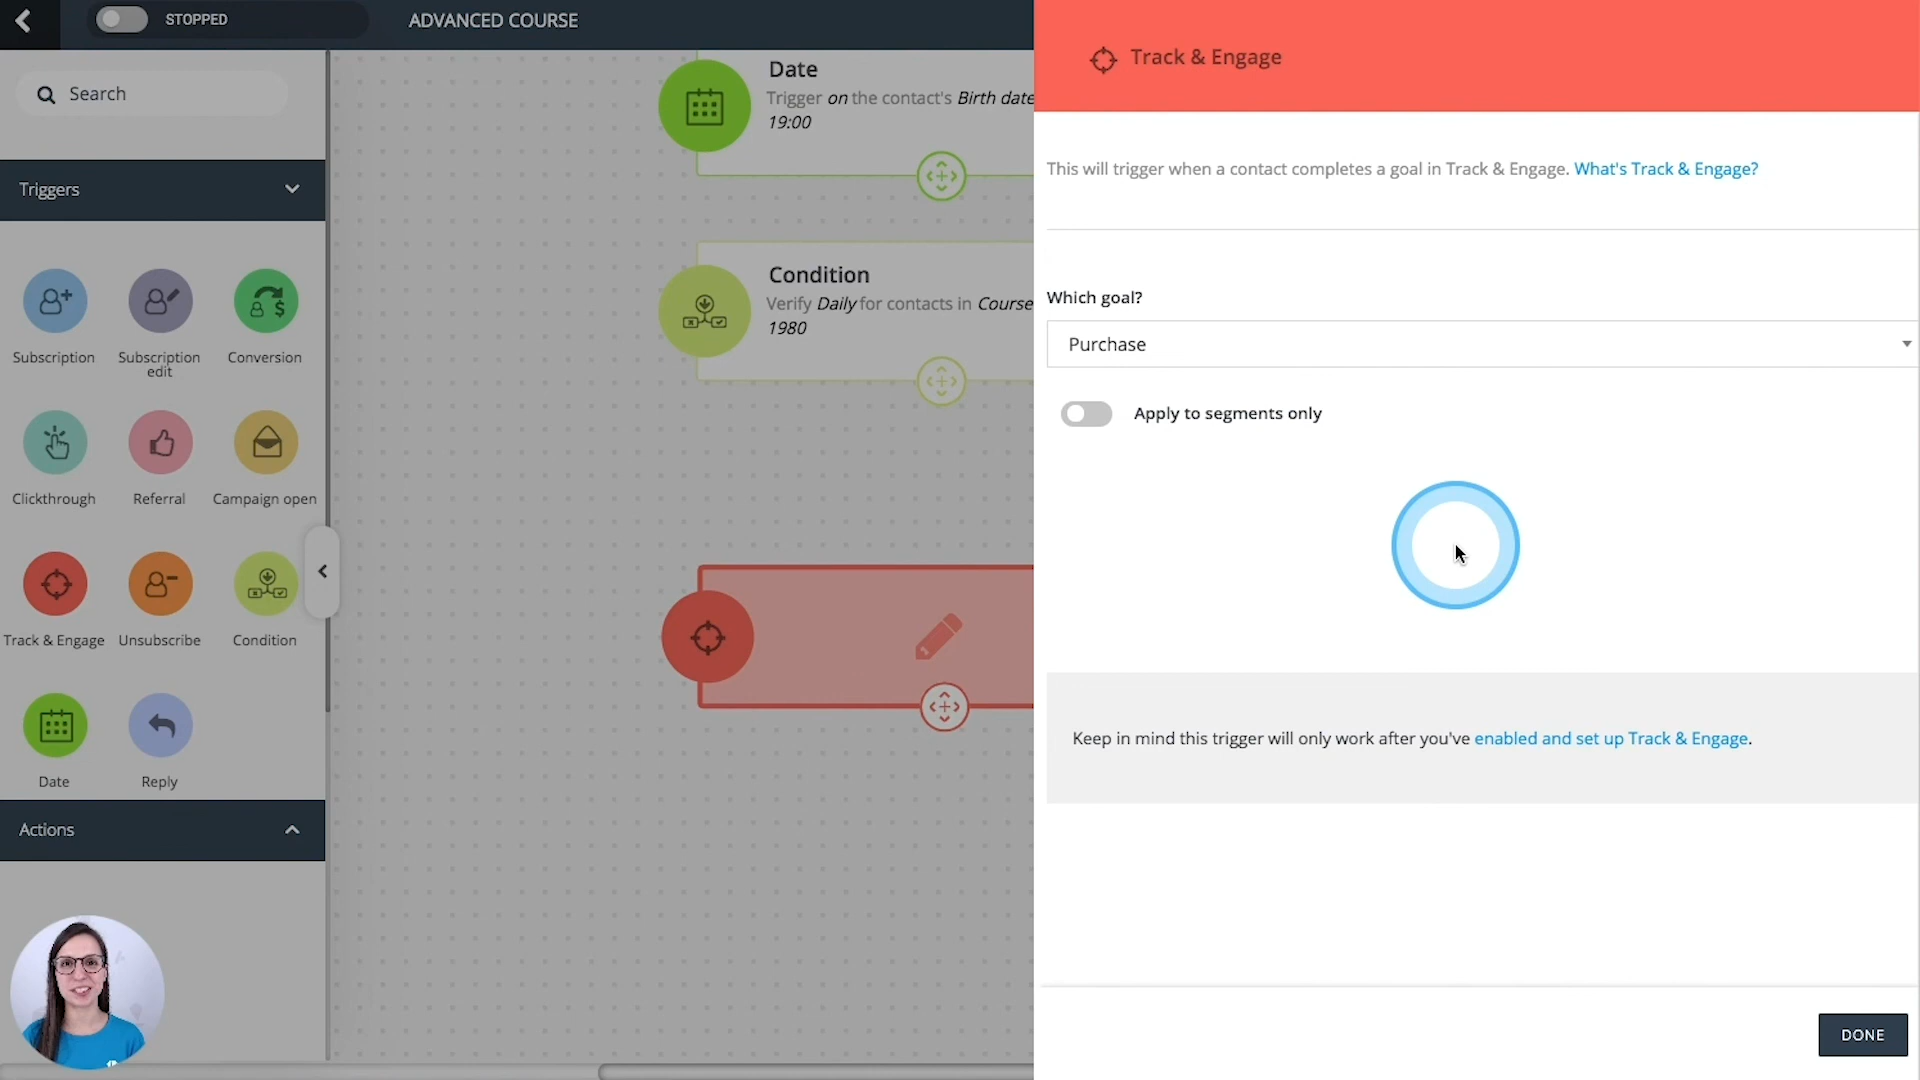 STOPPED
ADVANCED COURSE
Search
Triggers
Subscription
Subscription
edit
Conversion
Clickthrough
Referral
Campaign open
Track & Engage
Unsubscribe
Condition
Date
Reply
Actions
Date
Trigger on the contact's Birth date
19:00
Condition
Verify Daily for contacts in Course
1980
Track & Engage
This will trigger when a contact completes a goal in Track & Engage. What's Track & Engage?
Which goal?
Purchase
Apply to segments only
Keep in mind this trigger will only work after you've enabled and set up Track & Engage.
DONE